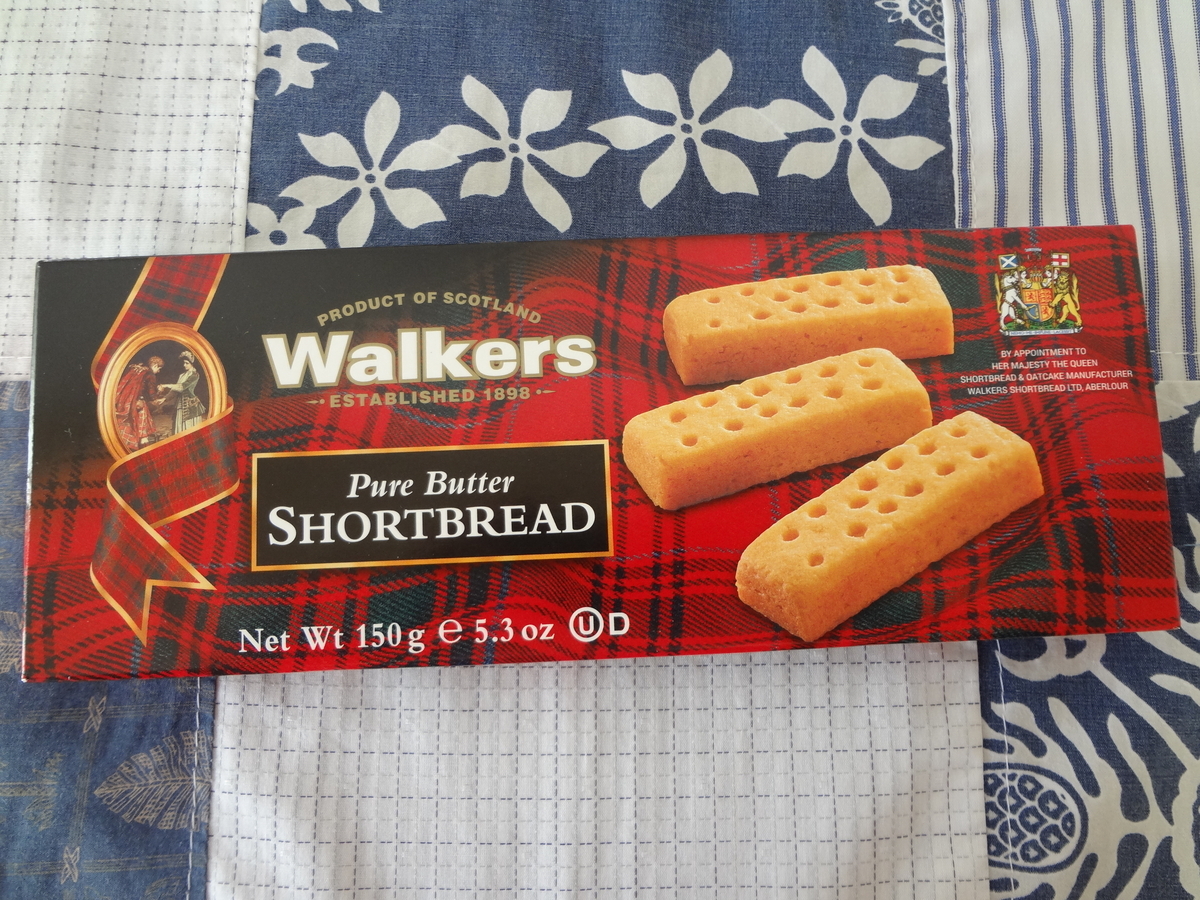 PRODUCT OF SCOTLAND
Walkers
ESTABLISHED 1898
Pure Butter
SHORTBREAD
Net Wt 150g ℮ 5.3 oz Ⓤ D
BY APPOINTMENT TO
HER MAJESTY THE QUEEN
SHORTBREAD & OATCAKE MANUFACTURER
WALKERS SHORTBREAD LTD, ABERLOUR